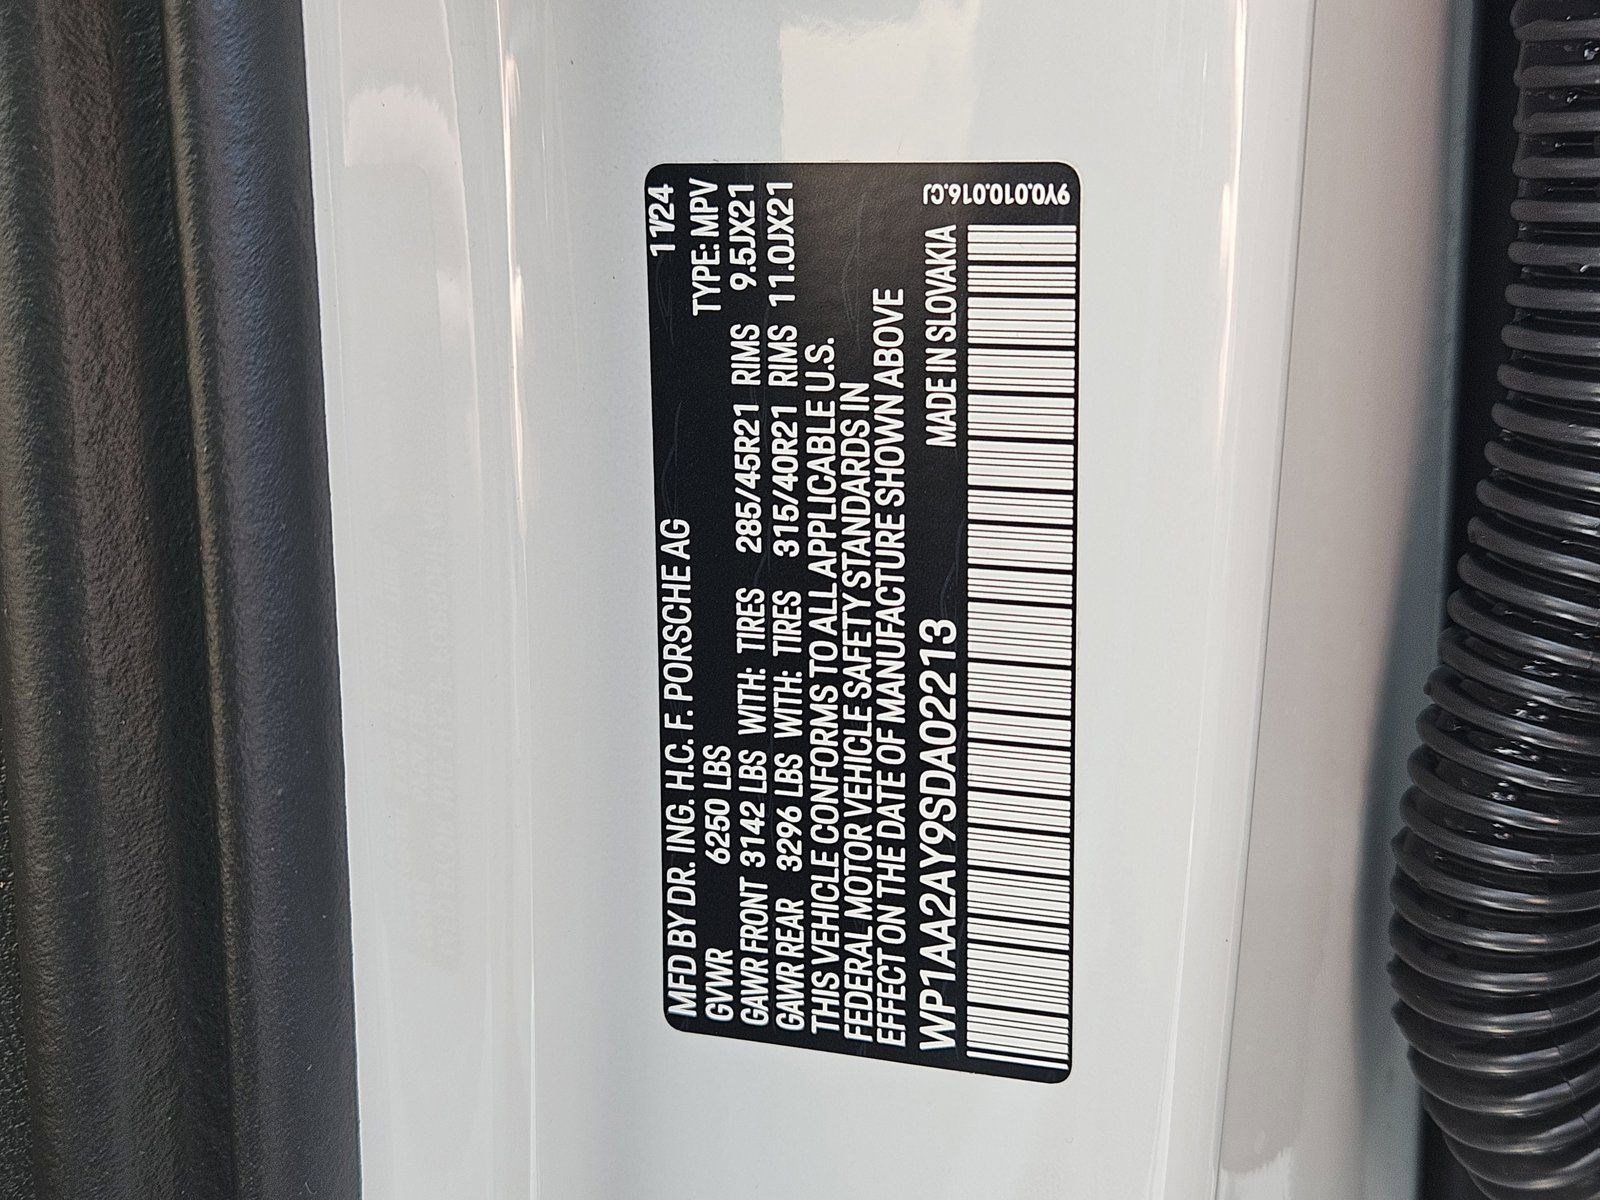 MFD BY DR. ING. H.C. F. PORSCHE AG 11/24
GVWR 6250 LBS TYPE: MPV
GAWR FRONT 3142 LBS WITH: TIRES 285/45R21 RIMS 9.5JX21
GAWR REAR 3296 LBS WITH: TIRES 315/40R21 RIMS 11.0JX21
THIS VEHICLE CONFORMS TO ALL APPLICABLE U.S.
FEDERAL MOTOR VEHICLE SAFETY STANDARDS IN
EFFECT ON THE DATE OF MANUFACTURE SHOWN ABOVE
WP1AA2AY9SDA02213 MADE IN SLOVAKIA
9Y0.010.016.CJ